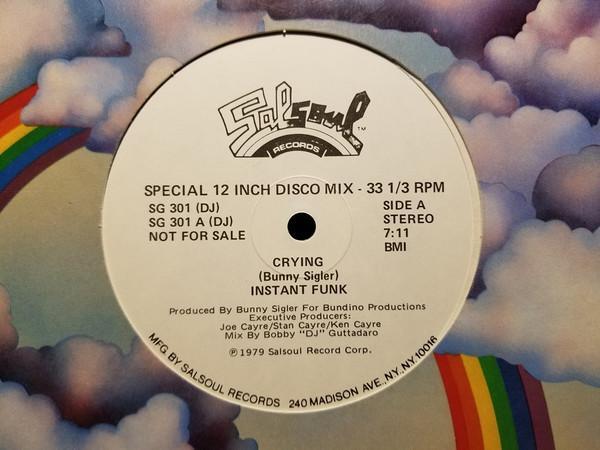 Salsoul™
RECORDS
SPECIAL 12 INCH DISCO MIX - 33 1/3 RPM
SG 301 (DJ)
SG 301 A (DJ)
NOT FOR SALE
SIDE A
STEREO
7:11
BMI
CRYING
(Bunny Sigler)
INSTANT FUNK
Produced By Bunny Sigler For Bundino Productions
Executive Producers:
Joe Cayre/Stan Cayre/Ken Cayre
Mix By Bobby "DJ" Guttadaro
℗ 1979 Salsoul Record Corp.
MFG BY SALSOUL RECORDS 240 MADISON AVE., NY, NY. 10016